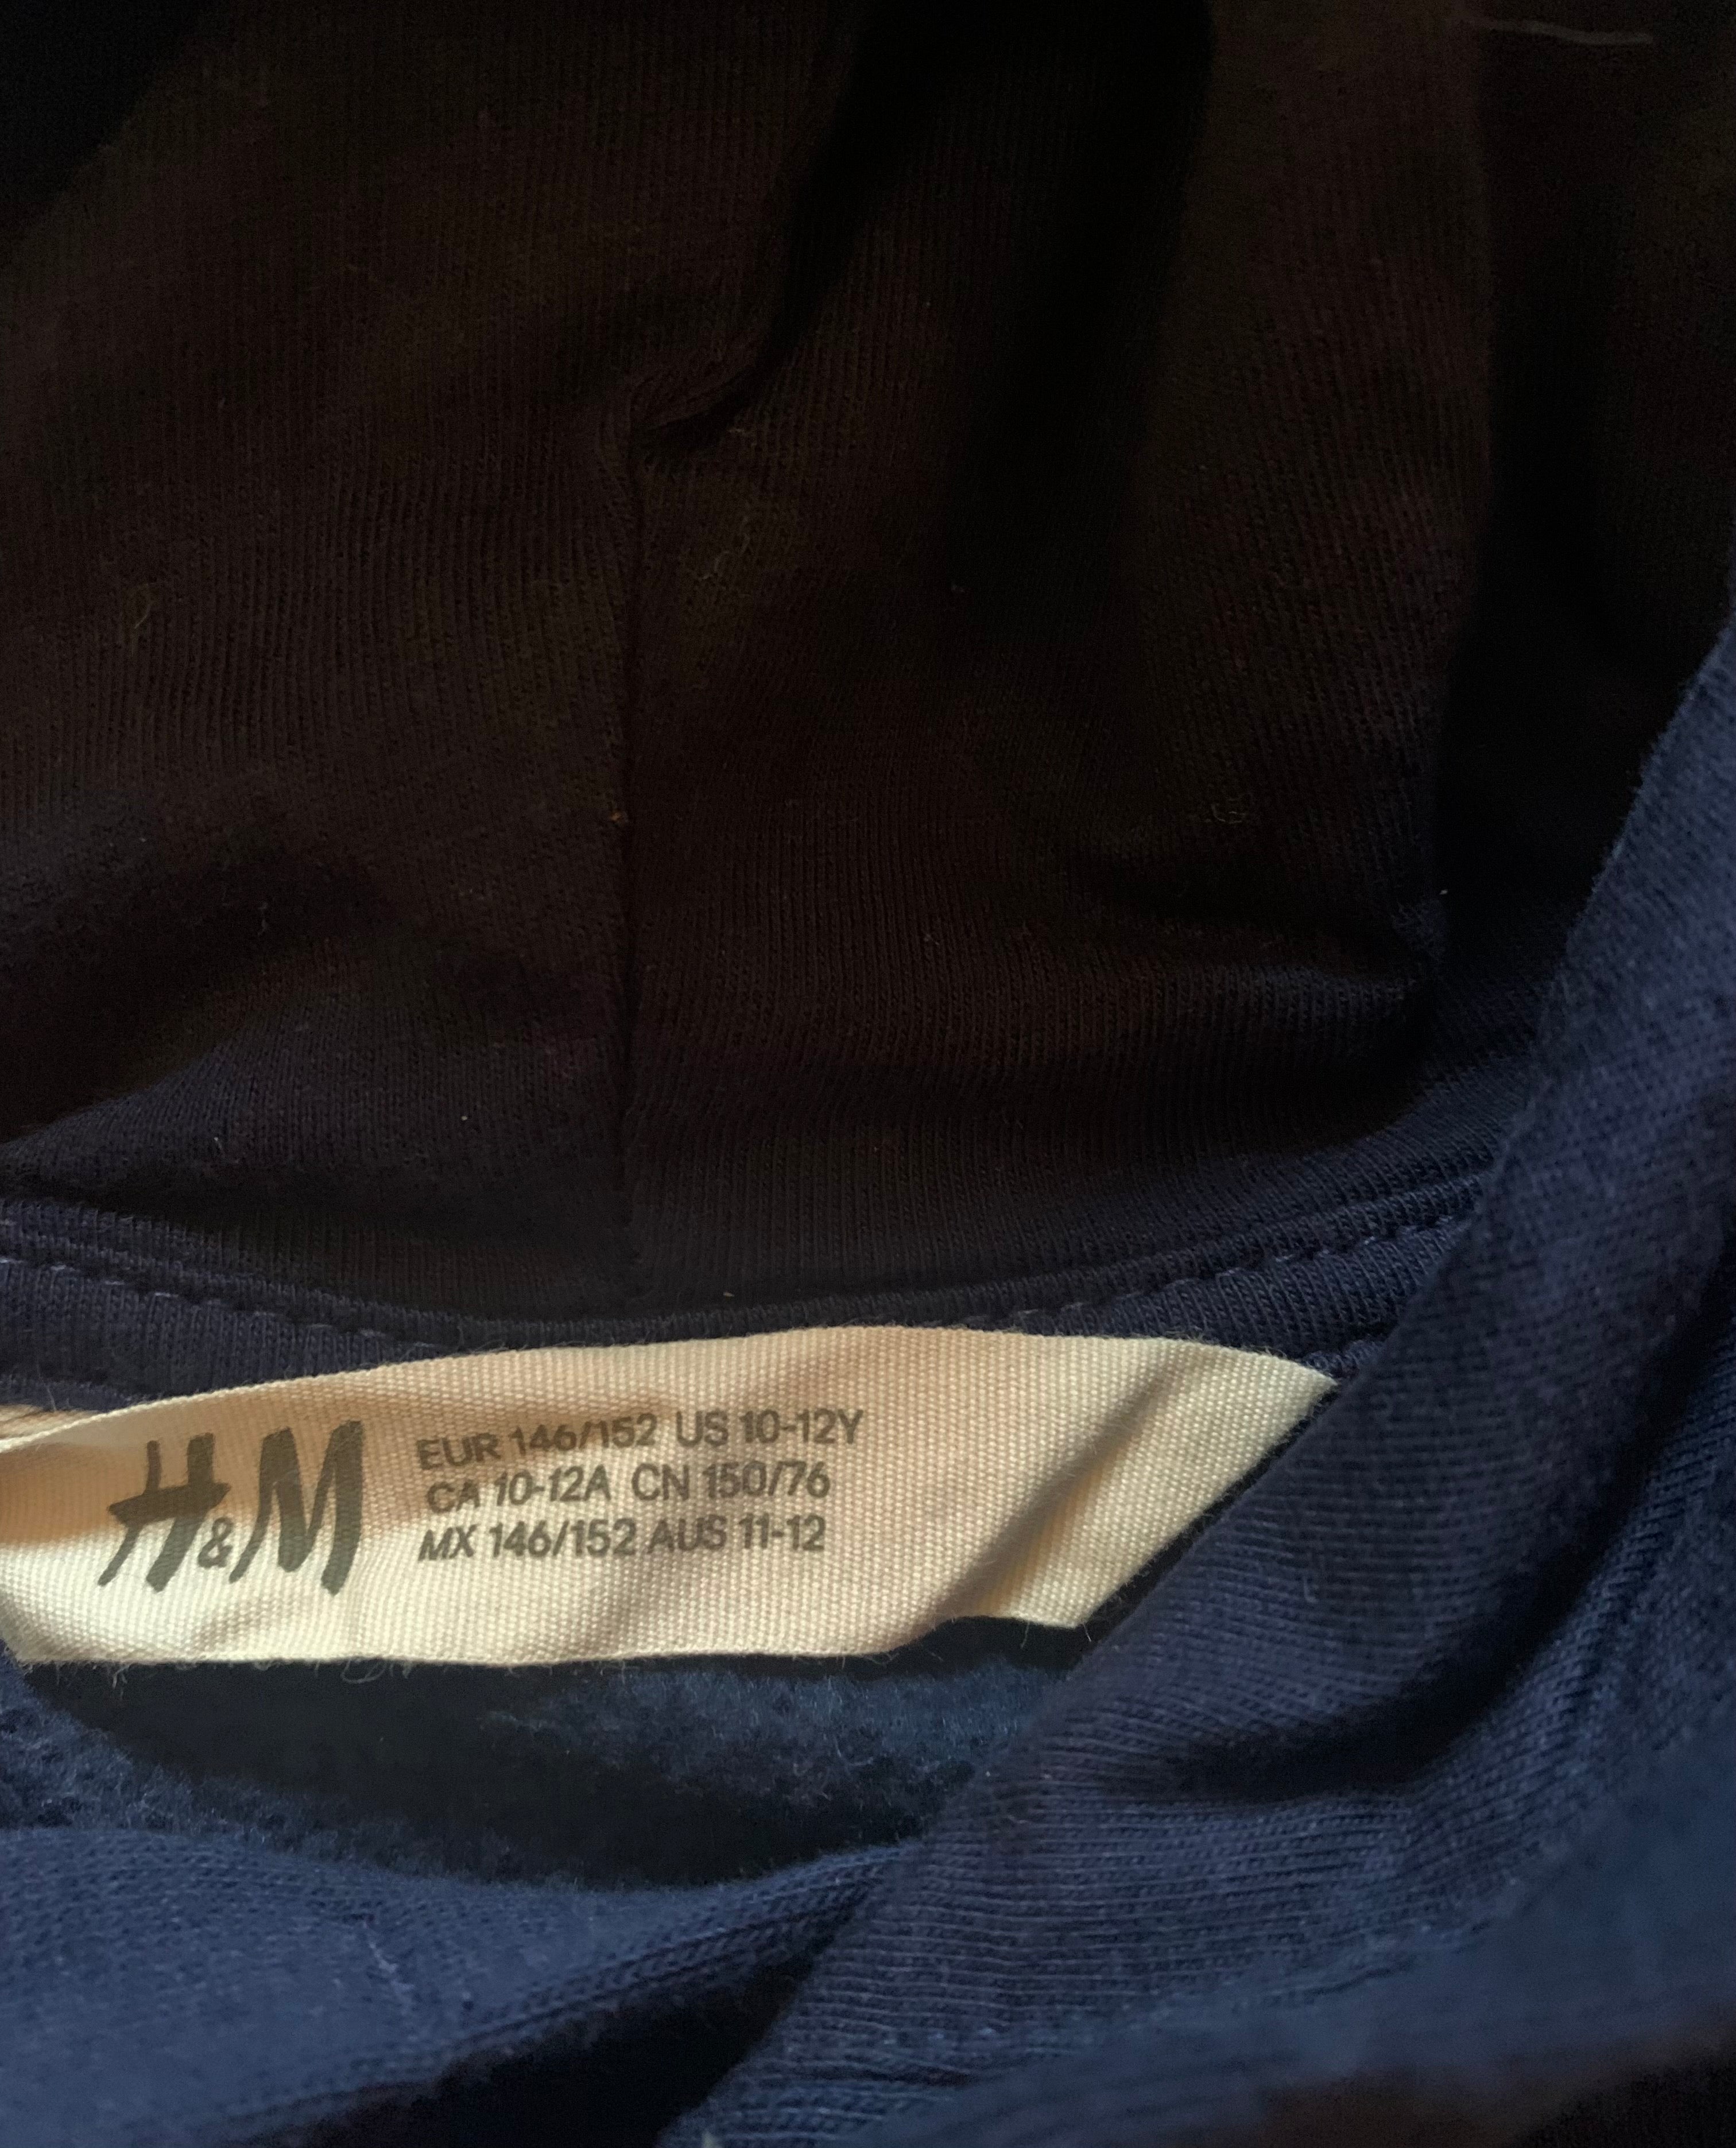 H&M
EUR 146/152 US 10-12Y
CA 10-12A CN 150/76
MX 146/152 AUS 11-12